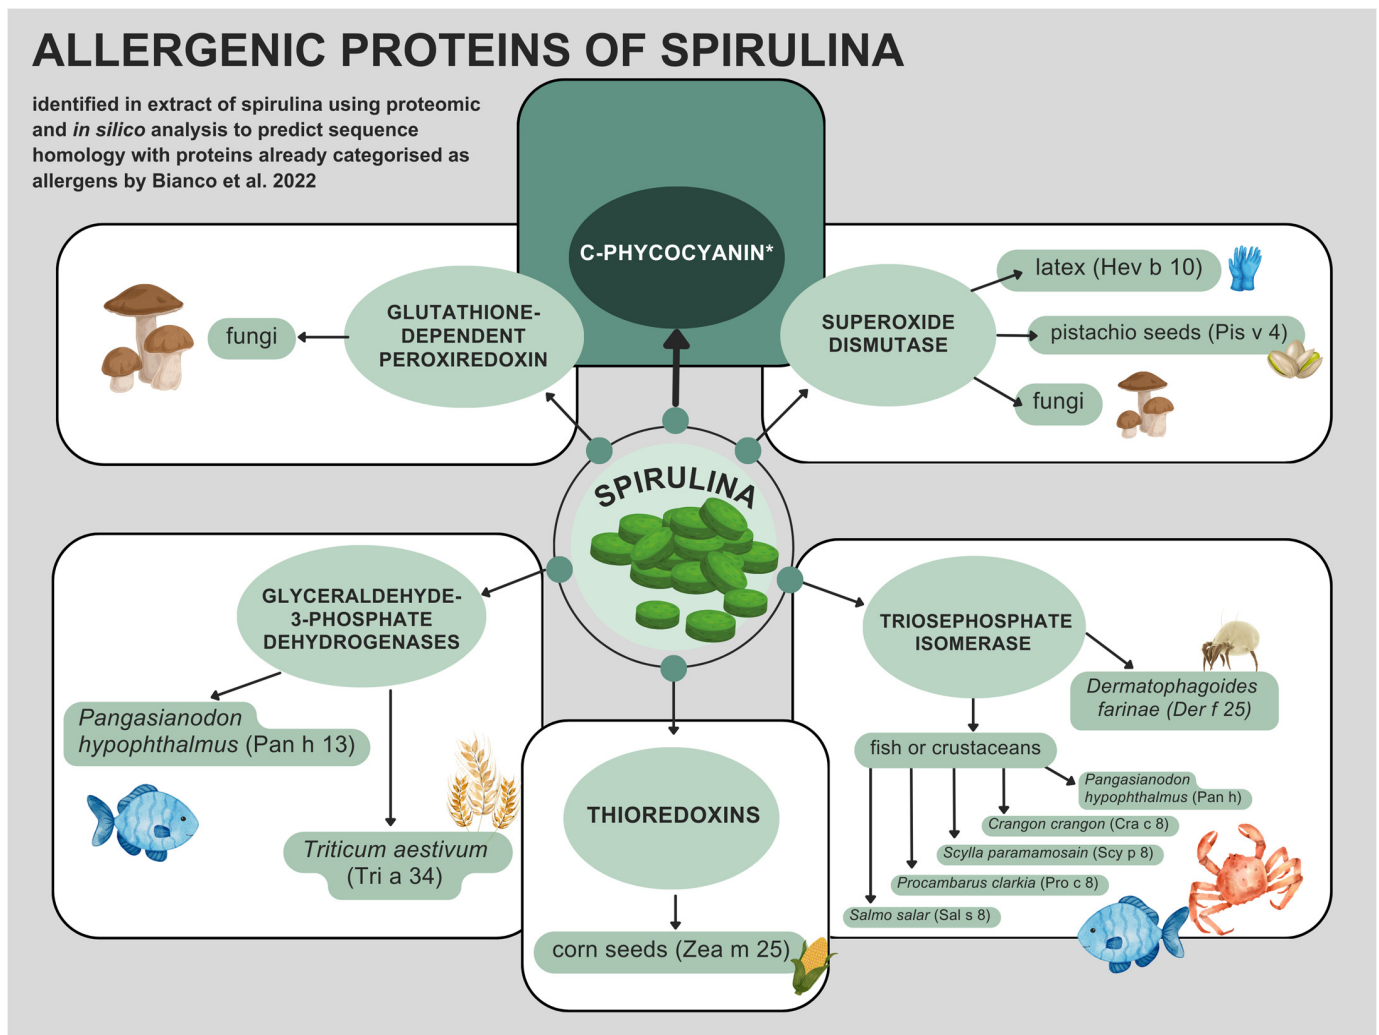 ALLERGENIC PROTEINS OF SPIRULINA
identified in extract of spirulina using proteomic
and in silico analysis to predict sequence
homology with proteins already categorised as
allergens by Bianco et al. 2022
C-PHYCOCYANIN*
GLUTATHIONE-
DEPENDENT
PEROXIREDOXIN
fungi
SUPEROXIDE
DISMUTASE
latex (Hev b 10)
pistachio seeds (Pis v 4)
fungi
SPIRULINA
GLYCERALDEHYDE-
3-PHOSPHATE
DEHYDROGENASES
Pangasianodon
hypophthalmus (Pan h 13)
Triticum aestivum
(Tri a 34)
THIOREDOXINS
corn seeds (Zea m 25)
TRIOSEPHOSPHATE
ISOMERASE
Dermatophagoides
farinae (Der f 25)
fish or crustaceans
Pangasianodon
hypophthalmus (Pan h)
Crangon crangon (Cra c 8)
Scylla paramamosain (Scy p 8)
Procambarus clarkia (Pro c 8)
Salmo salar (Sal s 8)